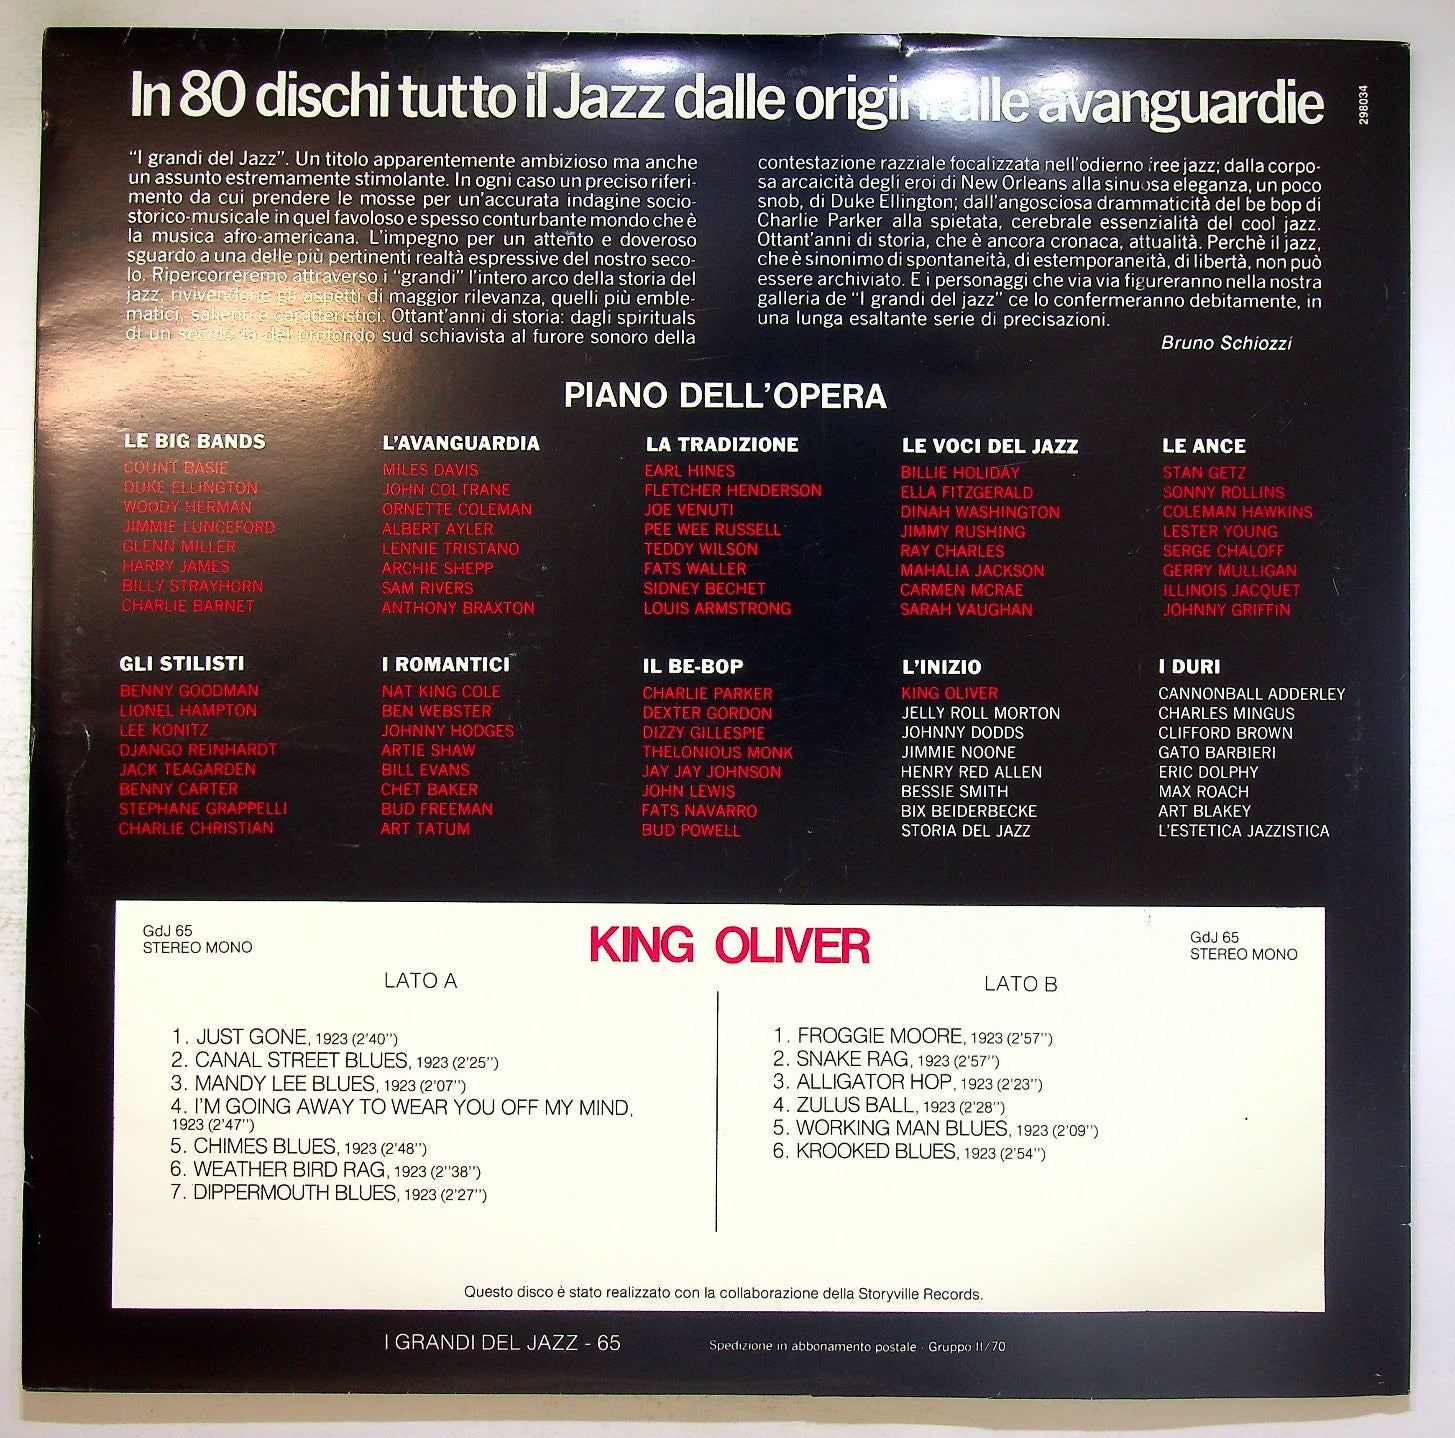 In 80 dischi tutto il Jazz dalle origini alle avanguardie
298034
“I grandi del Jazz”. Un titolo apparentemente ambizioso ma anche
un assunto estremamente stimolante. In ogni caso un preciso riferi-
mento da cui prendere le mosse per un’accurata indagine socio-
storico-musicale in quel favoloso e spesso conturbante mondo che è
la musica afro-americana. L’impegno per un attento e doveroso
sguardo a una delle più pertinenti realtà espressive del nostro seco-
lo. Ripercorreremo attraverso i “grandi” l’intero arco della storia del
jazz, rivivendone gli aspetti di maggior rilevanza, quelli più emble-
matici, salienti e caratteristici. Ottant’anni di storia: dagli spirituals
di un secolo fa del profondo sud schiavista al furore sonoro della
contestazione razziale focalizzata nell’odierno free jazz; dalla corpo-
sa arcaicità degli eroi di New Orleans alla sinuosa eleganza, un poco
snob, di Duke Ellington; dall’angosciosa drammaticità del be bop di
Charlie Parker alla spietata, cerebrale essenzialità del cool jazz.
Ottant’anni di storia, che è ancora cronaca, attualità. Perchè il jazz,
che è sinonimo di spontaneità, di estemporaneità, di libertà, non può
essere archiviato. E i personaggi che via via figureranno nella nostra
galleria de “I grandi del jazz” ce lo confermeranno debitamente, in
una lunga esaltante serie di precisazioni.
Bruno Schiozzi
PIANO DELL’OPERA
LE BIG BANDS
COUNT BASIE
DUKE ELLINGTON
WOODY HERMAN
JIMMIE LUNCEFORD
GLENN MILLER
HARRY JAMES
BILLY STRAYHORN
CHARLIE BARNET
L’AVANGUARDIA
MILES DAVIS
JOHN COLTRANE
ORNETTE COLEMAN
ALBERT AYLER
LENNIE TRISTANO
ARCHIE SHEPP
SAM RIVERS
ANTHONY BRAXTON
LA TRADIZIONE
EARL HINES
FLETCHER HENDERSON
JOE VENUTI
PEE WEE RUSSELL
TEDDY WILSON
FATS WALLER
SIDNEY BECHET
LOUIS ARMSTRONG
LE VOCI DEL JAZZ
BILLIE HOLIDAY
ELLA FITZGERALD
DINAH WASHINGTON
JIMMY RUSHING
RAY CHARLES
MAHALIA JACKSON
CARMEN MCRAE
SARAH VAUGHAN
LE ANCE
STAN GETZ
SONNY ROLLINS
COLEMAN HAWKINS
LESTER YOUNG
SERGE CHALOFF
GERRY MULLIGAN
ILLINOIS JACQUET
JOHNNY GRIFFIN
GLI STILISTI
BENNY GOODMAN
LIONEL HAMPTON
LEE KONITZ
DJANGO REINHARDT
JACK TEAGARDEN
BENNY CARTER
STEPHANE GRAPPELLI
CHARLIE CHRISTIAN
I ROMANTICI
NAT KING COLE
BEN WEBSTER
JOHNNY HODGES
ARTIE SHAW
BILL EVANS
CHET BAKER
BUD FREEMAN
ART TATUM
IL BE-BOP
CHARLIE PARKER
DEXTER GORDON
DIZZY GILLESPIE
THELONIOUS MONK
JAY JAY JOHNSON
JOHN LEWIS
FATS NAVARRO
BUD POWELL
L’INIZIO
KING OLIVER
JELLY ROLL MORTON
JOHNNY DODDS
JIMMIE NOONE
HENRY RED ALLEN
BESSIE SMITH
BIX BEIDERBECKE
STORIA DEL JAZZ
I DURI
CANNONBALL ADDERLEY
CHARLES MINGUS
CLIFFORD BROWN
GATO BARBIERI
ERIC DOLPHY
MAX ROACH
ART BLAKEY
L’ESTETICA JAZZISTICA
GdJ 65
STEREO MONO
KING OLIVER
GdJ 65
STEREO MONO
LATO A
1. JUST GONE, 1923 (2'40'')
2. CANAL STREET BLUES, 1923 (2'25'')
3. MANDY LEE BLUES, 1923 (2'07'')
4. I'M GOING AWAY TO WEAR YOU OFF MY MIND,
1923 (2'47'')
5. CHIMES BLUES, 1923 (2'48'')
6. WEATHER BIRD RAG, 1923 (2''38'')
7. DIPPERMOUTH BLUES, 1923 (2'27'')
LATO B
1. FROGGIE MOORE, 1923 (2'57'')
2. SNAKE RAG, 1923 (2'57'')
3. ALLIGATOR HOP, 1923 (2'23'')
4. ZULUS BALL, 1923 (2'28'')
5. WORKING MAN BLUES, 1923 (2'09'')
6. KROOKED BLUES, 1923 (2'54'')
Questo disco è stato realizzato con la collaborazione della Storyville Records.
I GRANDI DEL JAZZ - 65
Spedizione in abbonamento postale - Gruppo II/70